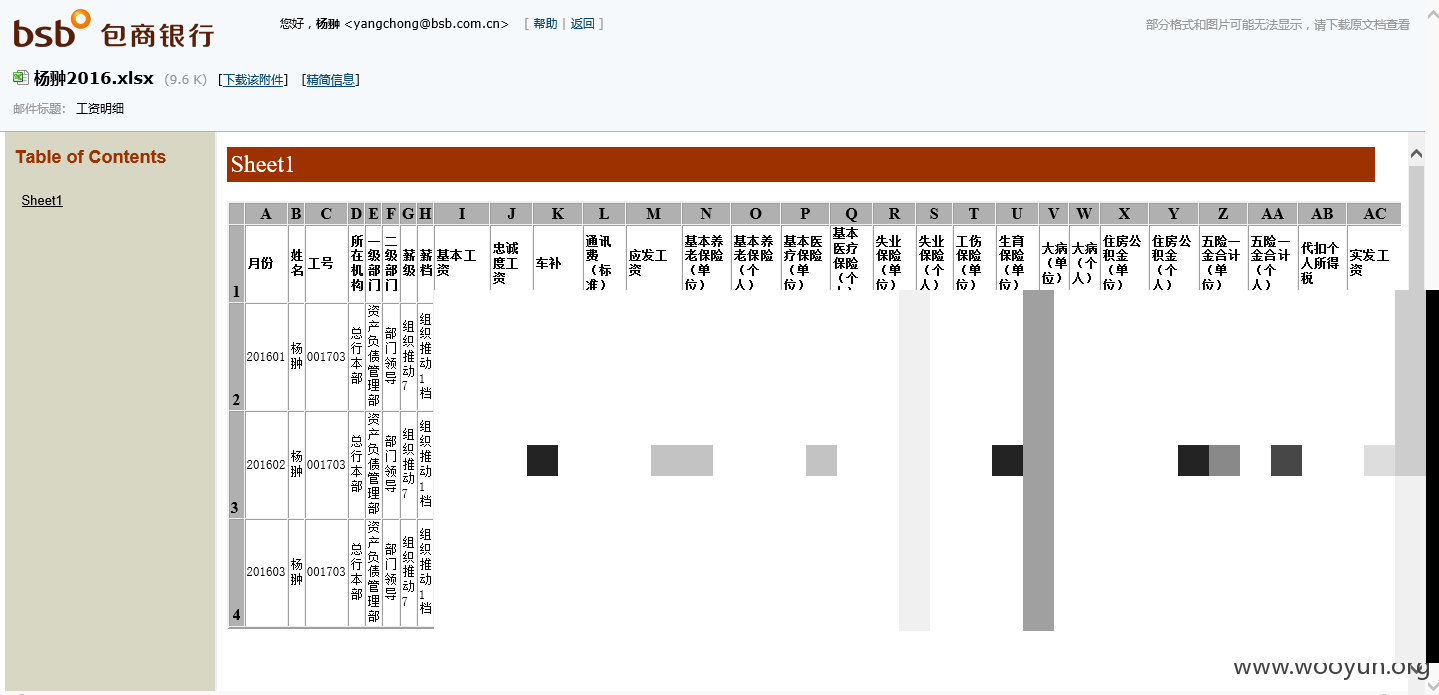 bsb 包商银行
您好，杨翀 <yangchong@bsb.com.cn> [ 帮助 | 返回 ]
部分格式和图片可能无法显示，请下载原文档查看
杨翀2016.xlsx (9.6 K) [下载该附件] [精简信息]
邮件标题： 工资明细
Table of Contents
Sheet1
Sheet1
A B C D E F G H I J K L M N O P Q R S T U V W X Y Z AA AB AC
1 月份 姓名 工号 所在机构 一级部门 二级部门 薪级 薪档 基本工资 忠诚度工资 车补 通讯费（标准） 应发工资 基本养老保险（单位） 基本养老保险（个人） 基本医疗保险（单位） 基本医疗保险（个人） 失业保险（单位） 失业保险（个人） 工伤保险（单位） 生育保险（单位） 大病（单位） 大病（个人） 住房公积金（单位） 住房公积金（个人） 五险一金合计（单位） 五险一金合计（个人） 代扣个人所得税 实发工资
2 201601 杨翀 001703 总行本部 资产负债管理部 部门领导 组织推动7 组织推动1档
3 201602 杨翀 001703 总行本部 资产负债管理部 部门领导 组织推动7 组织推动1档
4 201603 杨翀 001703 总行本部 资产负债管理部 部门领导 组织推动7 组织推动1档
www.wooyun.org